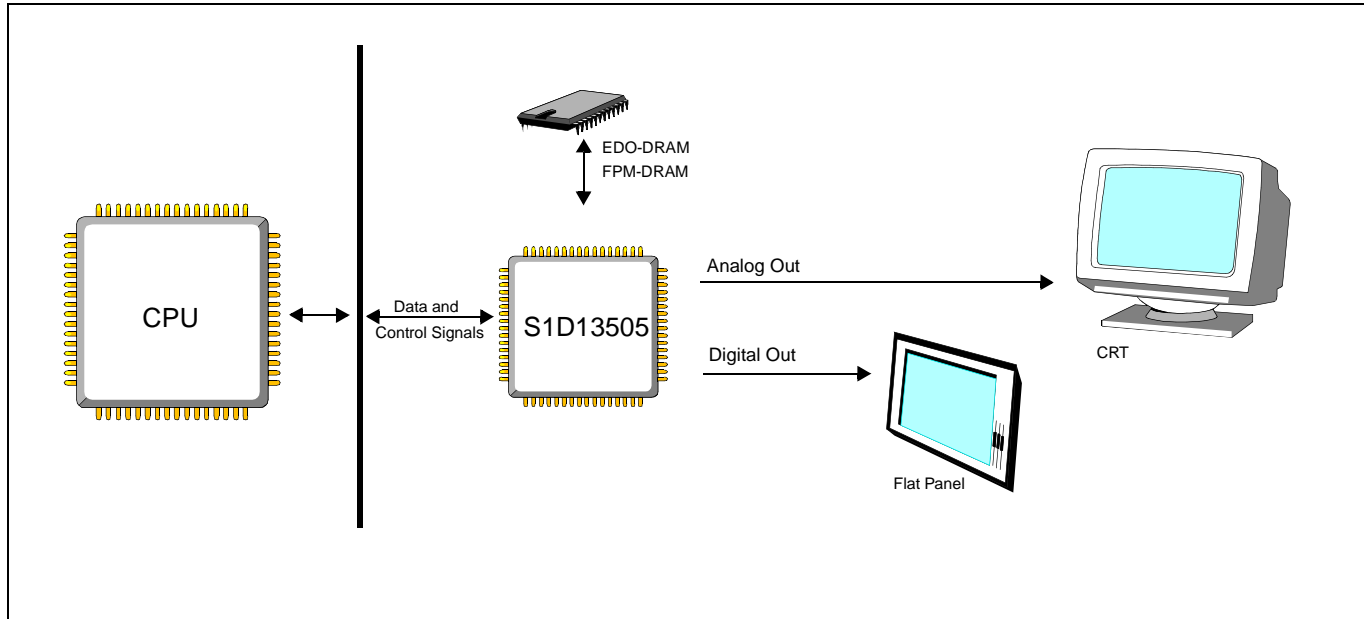 EDO-DRAM
FPM-DRAM
CPU
Data and
Control Signals
S1D13505
Analog Out
Digital Out
CRT
Flat Panel